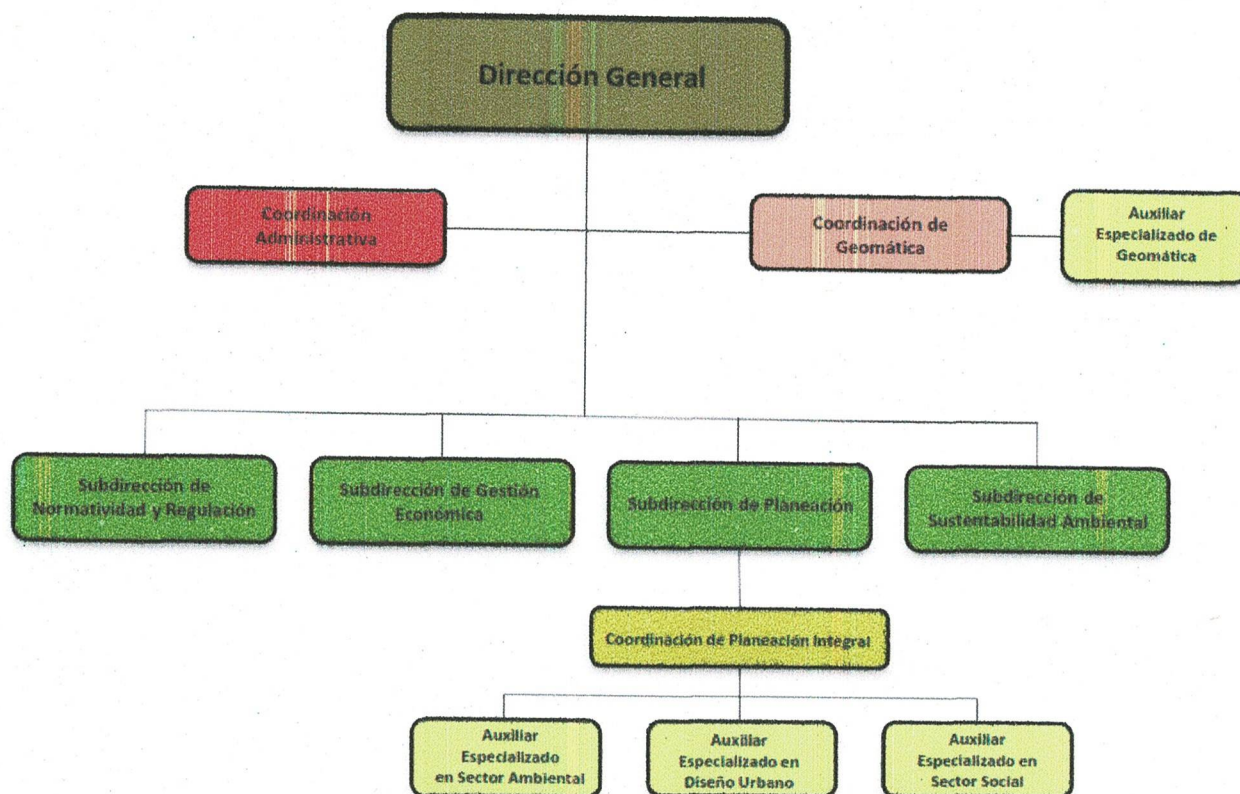 Dirección General
Coordinación
Administrativa
Coordinación de
Geomática
Auxiliar
Especializado de
Geomática
Subdirección de
Normatividad y Regulación
Subdirección de Gestión
Económica
Subdirección de Planeación
Subdirección de
Sustentabilidad Ambiental
Coordinación de Planeación Integral
Auxiliar
Especializado
en Sector Ambiental
Auxiliar
Especializado en
Diseño Urbano
Auxiliar
Especializado en
Sector Social